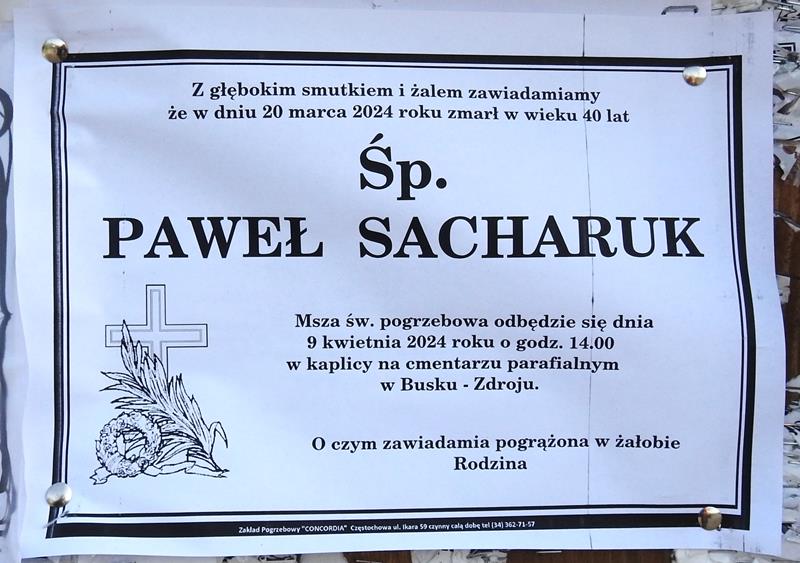 Z głębokim smutkiem i żalem zawiadamiamy
że w dniu 20 marca 2024 roku zmarł w wieku 40 lat
Śp.
PAWEŁ SACHARUK
Msza św. pogrzebowa odbędzie się dnia
9 kwietnia 2024 roku o godz. 14.00
w kaplicy na cmentarzu parafialnym
w Busku - Zdroju.
O czym zawiadamia pogrążona w żałobie
Rodzina
Zakład Pogrzebowy "CONCORDIA" Częstochowa ul. Ikara 59 czynny całą dobę tel (34) 362-71-57